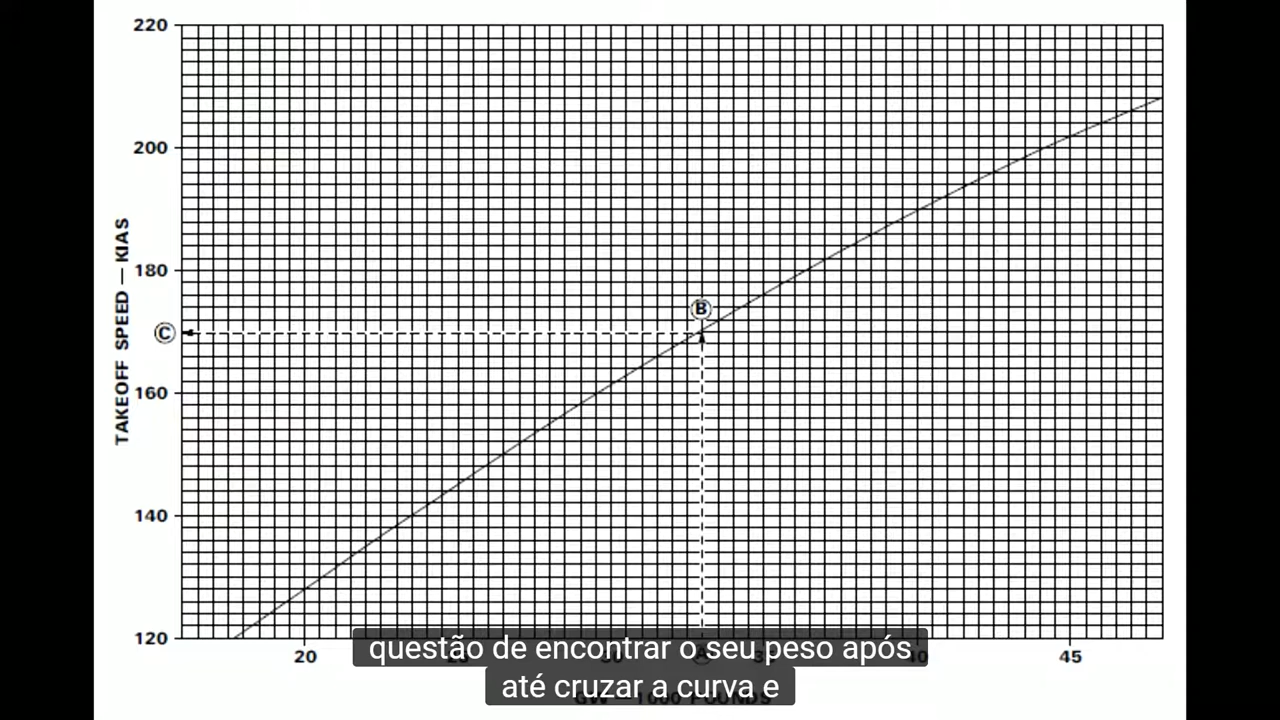 220
200
180
160
140
120
TAKEOFF SPEED — KIAS
C
B
20
45
questão de encontrar o seu peso após
até cruzar a curva e